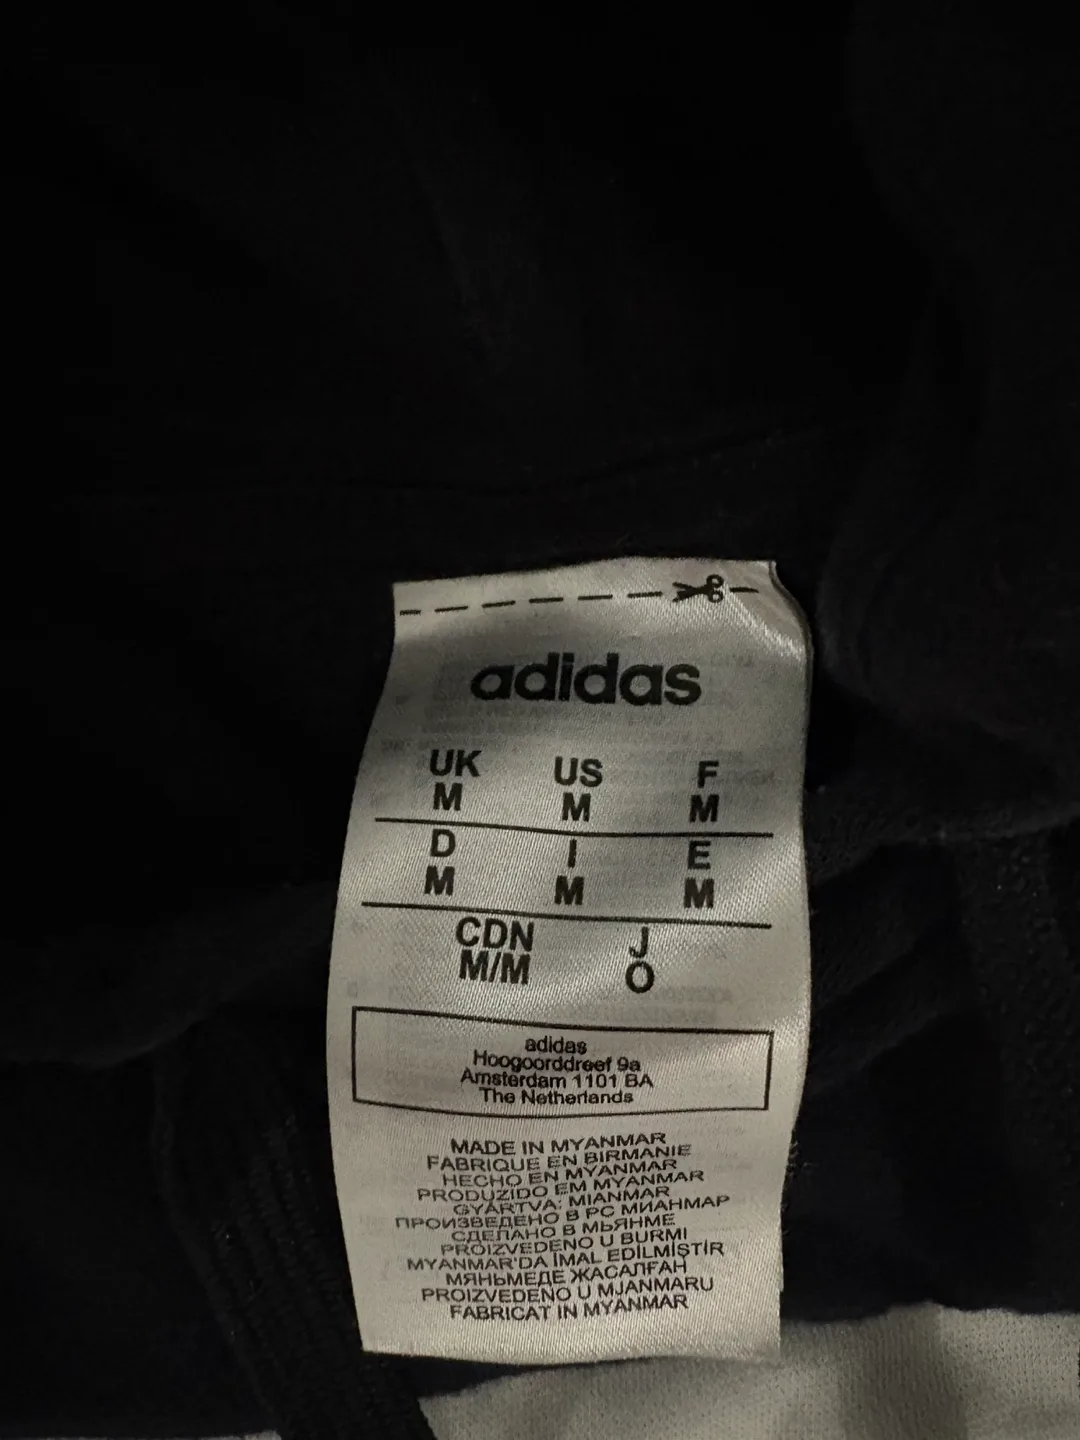 adidas
UK US F
M M M
D I E
M M M
CDN J
M/M O
adidas
Hoogoorddreef 9a
Amsterdam 1101 BA
The Netherlands
MADE IN MYANMAR
FABRIQUE EN BIRMANIE
HECHO EN MYANMAR
PRODUZIDO EM MYANMAR
GYÁRTVA: MIANMAR
ПРОИЗВЕДЕНО В РС МИАНМАР
СДЕЛАНО В МЬЯНМЕ
PROIZVEDENO U BURMI
MYANMAR'DA İMAL EDİLMİŞTİR
МЯНЬМЕДЕ ЖАСАЛҒАН
PROIZVEDENO U MJANMARU
FABRICAT IN MYANMAR